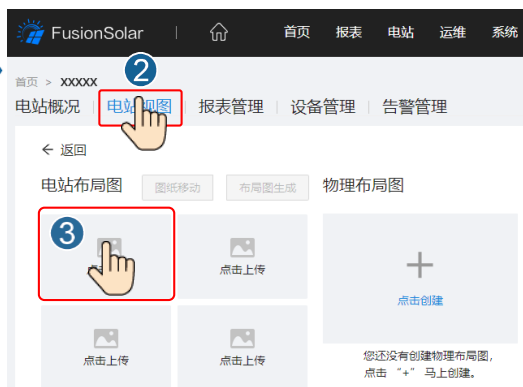 FusionSolar 首页 报表 电站 运维 系统
首页 > XXXXX
2
电站概况 电站视图 报表管理 设备管理 告警管理
← 返回
电站布局图 图纸移动 布局图生成 物理布局图
3
点击上传
点击创建
点击上传 点击上传
您还没有创建物理布局图，
点击 “+” 马上创建。